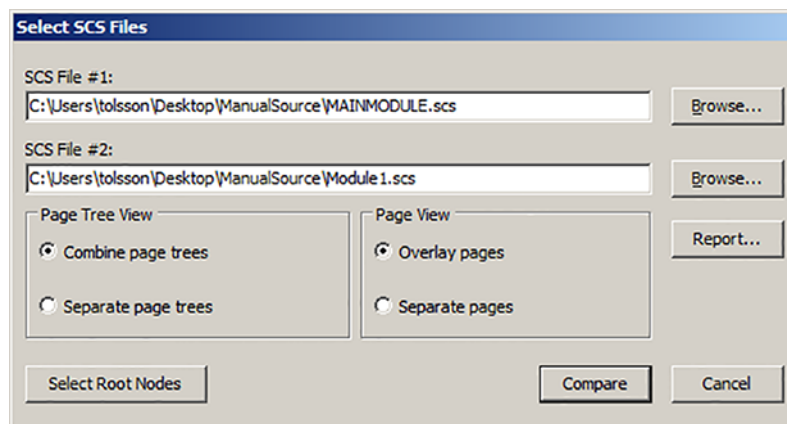 Select SCS Files
SCS File #1:
C:\Users\tolsson\Desktop\ManualSource\MAINMODULE.scs
Browse...
SCS File #2:
C:\Users\tolsson\Desktop\ManualSource\Module1.scs
Browse...
Page Tree View
Page View
Report...
Combine page trees
Overlay pages
Separate page trees
Separate pages
Select Root Nodes
Compare
Cancel